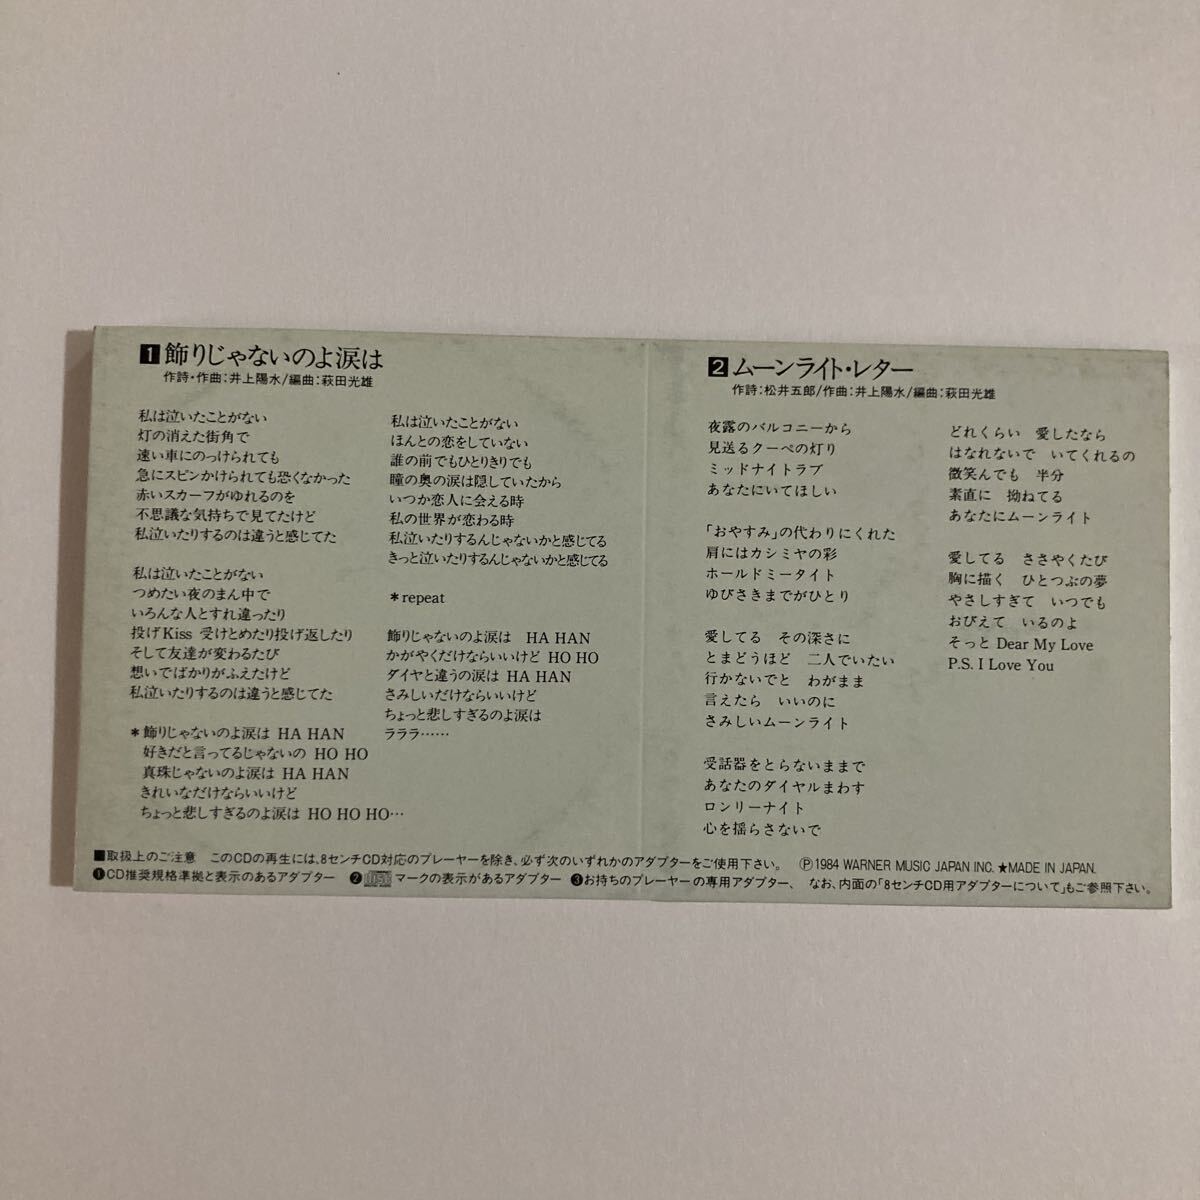 1 飾りじゃないのよ涙は
作詩・作曲：井上陽水/編曲：萩田光雄
私は泣いたことがない
灯の消えた街角で
速い車にのっけられても
急にスピンかけられても恐くなかった
赤いスカーフがゆれるのを
不思議な気持ちで見てたけど
私泣いたりするのは違うと感じてた
私は泣いたことがない
つめたい夜のまん中で
いろんな人とすれ違ったり
投げKiss 受けとめたり投げ返したり
そして友達が変わるたび
想いでばかりがふえたけど
私泣いたりするのは違うと感じてた
＊飾りじゃないのよ涙は HA HAN
好きだと言ってるじゃないの HO HO
真珠じゃないのよ涙は HA HAN
きれいなだけならいいけど
ちょっと悲しすぎるのよ涙は HO HO HO…
私は泣いたことがない
ほんとの恋をしていない
誰の前でもひとりきりでも
瞳の奥の涙は隠していたから
いつか恋人に会える時
私の世界が変わる時
私泣いたりするんじゃないかと感じてる
きっと泣いたりするんじゃないかと感じてる
＊repeat
飾りじゃないのよ涙は HA HAN
かがやくだけならいいけど HO HO
ダイヤと違うの涙は HA HAN
さみしいだけならいいけど
ちょっと悲しすぎるのよ涙は
ラララ……
2 ムーンライト・レター
作詩：松井五郎/作曲：井上陽水/編曲：萩田光雄
夜露のバルコニーから
見送るクーペの灯り
ミッドナイトラブ
あなたにいてほしい
「おやすみ」の代わりにくれた
肩にはカシミヤの彩
ホールドミータイト
ゆびさきまでがひとり
愛してる その深さに
とまどうほど 二人でいたい
行かないでと わがまま
言えたら いいのに
さみしいムーンライト
受話器をとらないままで
あなたのダイヤルまわす
ロンリーナイト
心を揺らさないで
どれくらい 愛したなら
はなれないで いてくれるの
微笑んでも 半分
素直に 拗ねてる
あなたにムーンライト
愛してる ささやくたび
胸に描く ひとつぶの夢
やさしすぎて いつでも
おびえて いるのよ
そっと Dear My Love
P.S. I Love You
■取扱上のご注意 このCDの再生には、8センチCD対応のプレーヤーを除き、必ず次のいずれかのアダプターをご使用下さい。 Ⓟ1984 WARNER MUSIC JAPAN INC. ★MADE IN JAPAN.
❶CD推奨規格準拠と表示のあるアダプター ❷マークの表示があるアダプター ❸お持ちのプレーヤーの専用アダプター、 なお、内面の「8センチCD用アダプターについて」もご参照下さい。